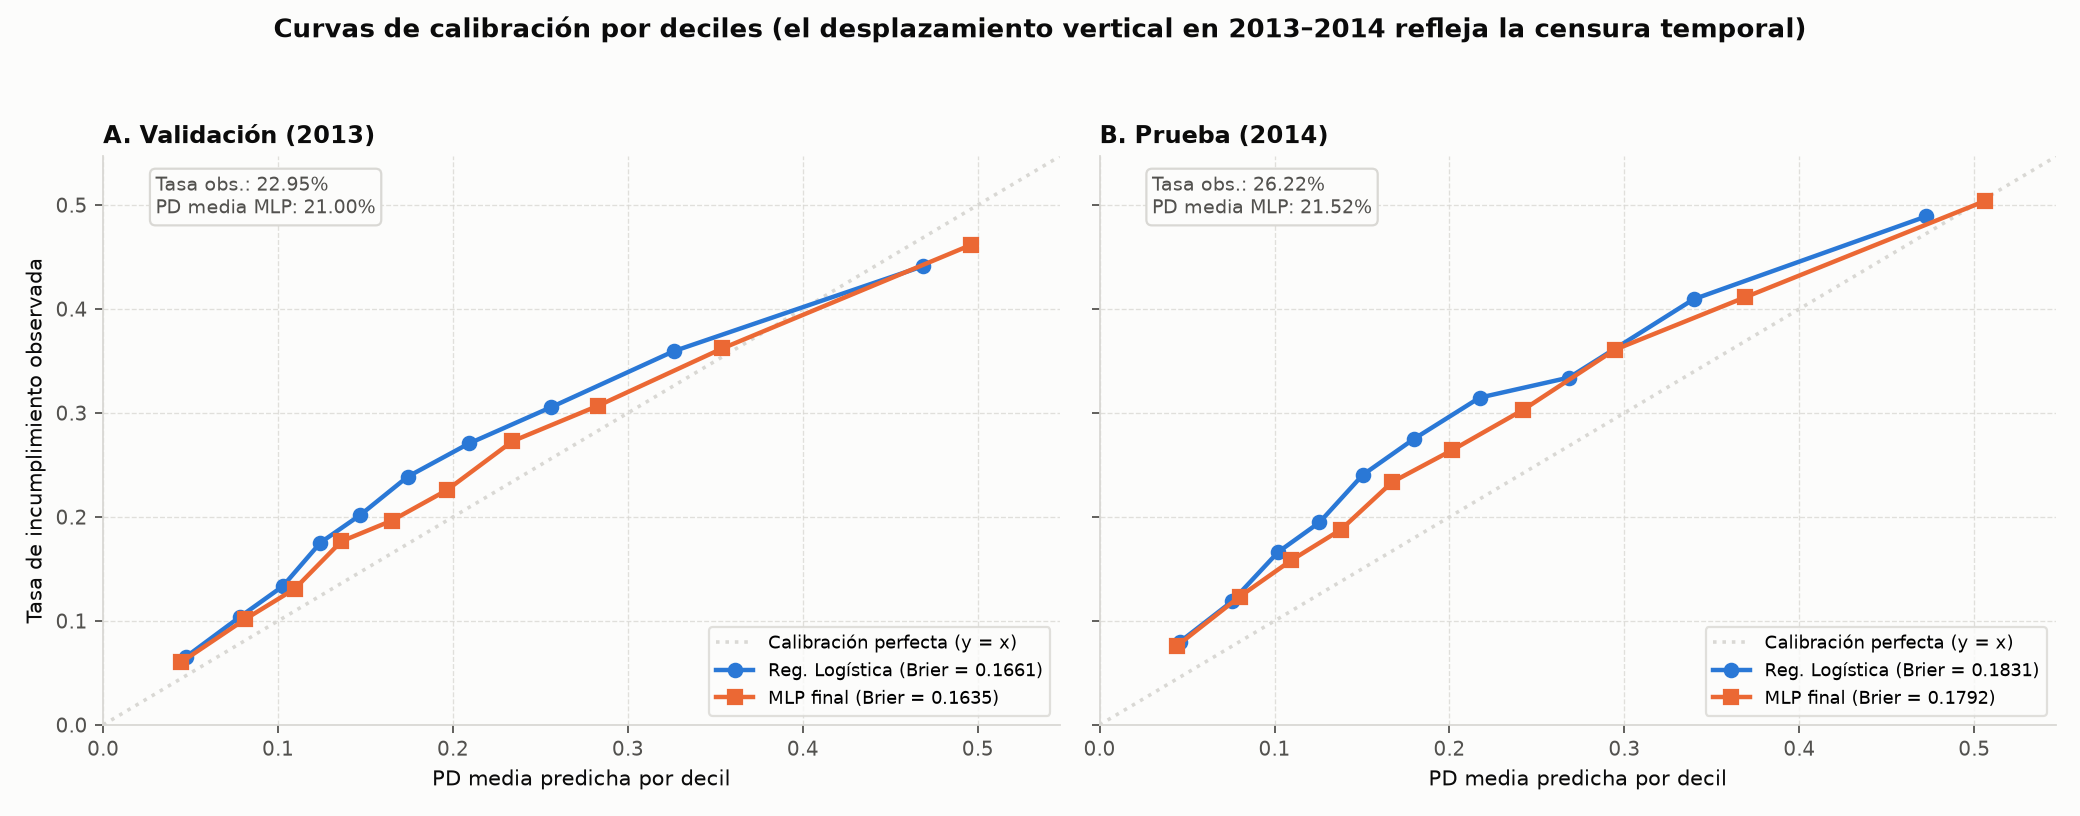 Curvas de calibración por deciles (el desplazamiento vertical en 2013–2014 refleja la censura temporal)
A. Validación (2013)
Tasa obs.: 22.95%
PD media MLP: 21.00%
Tasa de incumplimiento observada
0.5
0.4
0.3
0.2
0.1
0.0
0.0 0.1 0.2 0.3 0.4 0.5
PD media predicha por decil
Calibración perfecta (y = x)
Reg. Logística (Brier = 0.1661)
MLP final (Brier = 0.1635)
B. Prueba (2014)
Tasa obs.: 26.22%
PD media MLP: 21.52%
0.0 0.1 0.2 0.3 0.4 0.5
PD media predicha por decil
Calibración perfecta (y = x)
Reg. Logística (Brier = 0.1831)
MLP final (Brier = 0.1792)